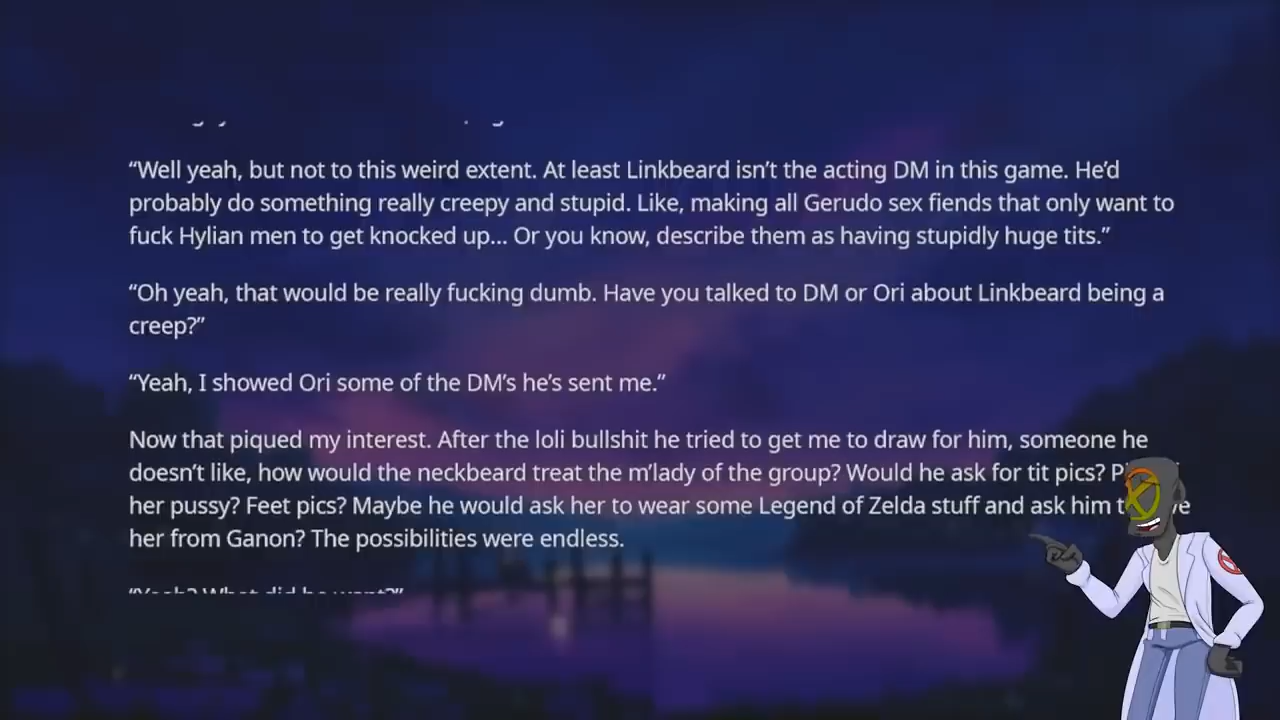 “Well yeah, but not to this weird extent. At least Linkbeard isn’t the acting DM in this game. He’d
probably do something really creepy and stupid. Like, making all Gerudo sex fiends that only want to
fuck Hylian men to get knocked up... Or you know, describe them as having stupidly huge tits.”
“Oh yeah, that would be really fucking dumb. Have you talked to DM or Ori about Linkbeard being a
creep?”
“Yeah, I showed Ori some of the DM’s he’s sent me.”
Now that piqued my interest. After the loli bullshit he tried to get me to draw for him, someone he
doesn’t like, how would the neckbeard treat the m’lady of the group? Would he ask for tit pics?
her pussy? Feet pics? Maybe he would ask her to wear some Legend of Zelda stuff and ask him
her from Ganon? The possibilities were endless.
“Yeah? What did he want?”